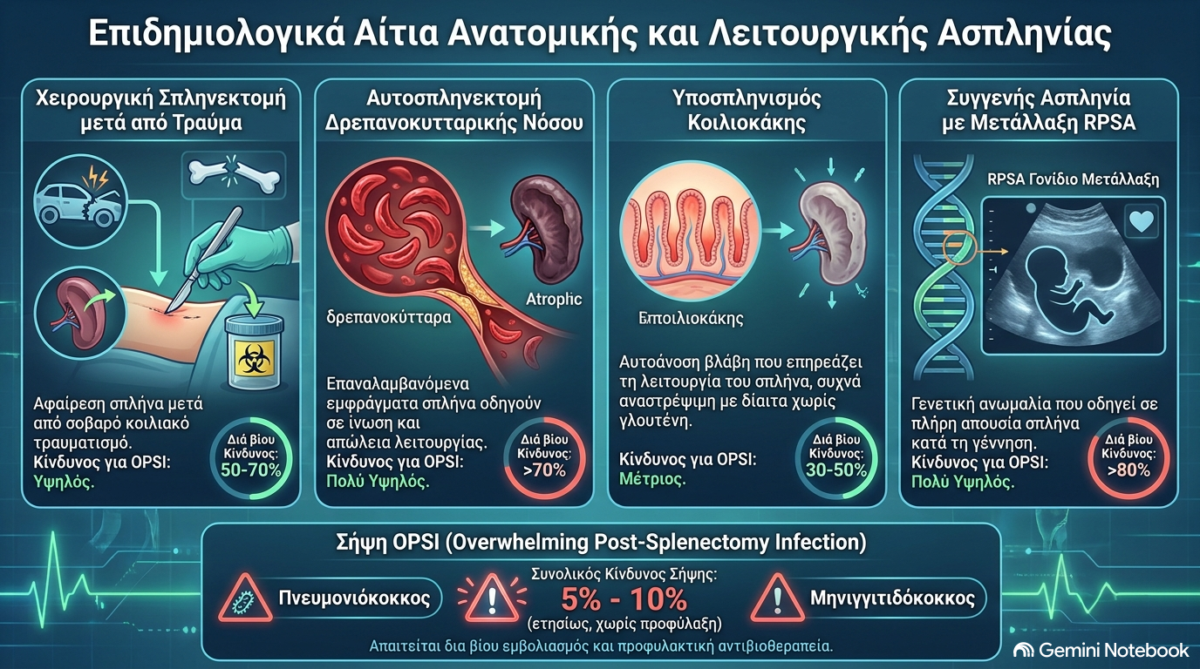 Επιδημιολογικά Αίτια Ανατομικής και Λειτουργικής Ασπληνίας
Χειρουργική Σπληνεκτομή
μετά από Τραύμα
Αφαίρεση σπλήνα μετά
από σοβαρό κοιλιακό
τραυματισμό.
Κίνδυνος για OPSI:
Υψηλός.
Διά βίου
Κίνδυνος:
50-70%
Αυτοσπληνεκτομή
Δρεπανοκυτταρικής Νόσου
Atrophic
δρεπανοκύτταρα
Επαναλαμβανόμενα
εμφράγματα σπλήνα οδηγούν
σε ίνωση και
απώλεια λειτουργίας.
Κίνδυνος για OPSI:
Πολύ Υψηλός.
Διά βίου
Κίνδυνος:
>70%
Υποσπληνισμός
Κοιλιοκάκης
Εποιλιοκάκης
Αυτοάνοση βλάβη που επηρεάζει
τη λειτουργία του σπλήνα, συχνά
αναστρέψιμη με δίαιτα χωρίς
γλουτένη.
Κίνδυνος για OPSI:
Μέτριος.
Διά βίου
Κίνδυνος:
30-50%
Συγγενής Ασπληνία
με Μετάλλαξη RPSA
RPSA Γονίδιο Μετάλλαξη
Γενετική ανωμαλία που οδηγεί σε
πλήρη απουσία σπλήνα
κατά τη γέννηση.
Κίνδυνος για OPSI:
Πολύ Υψηλός.
Διά βίου
Κίνδυνος:
>80%
Σήψη OPSI (Overwhelming Post-Splenectomy Infection)
Πνευμονιόκοκκος
Συνολικός Κίνδυνος Σήψης:
5% - 10%
(ετησίως, χωρίς προφύλαξη)
Μηνιγγιτιδόκοκκος
Απαιτείται δια βίου εμβολιασμός και προφυλακτική αντιβιοθεραπεία.
Gemini Notebook